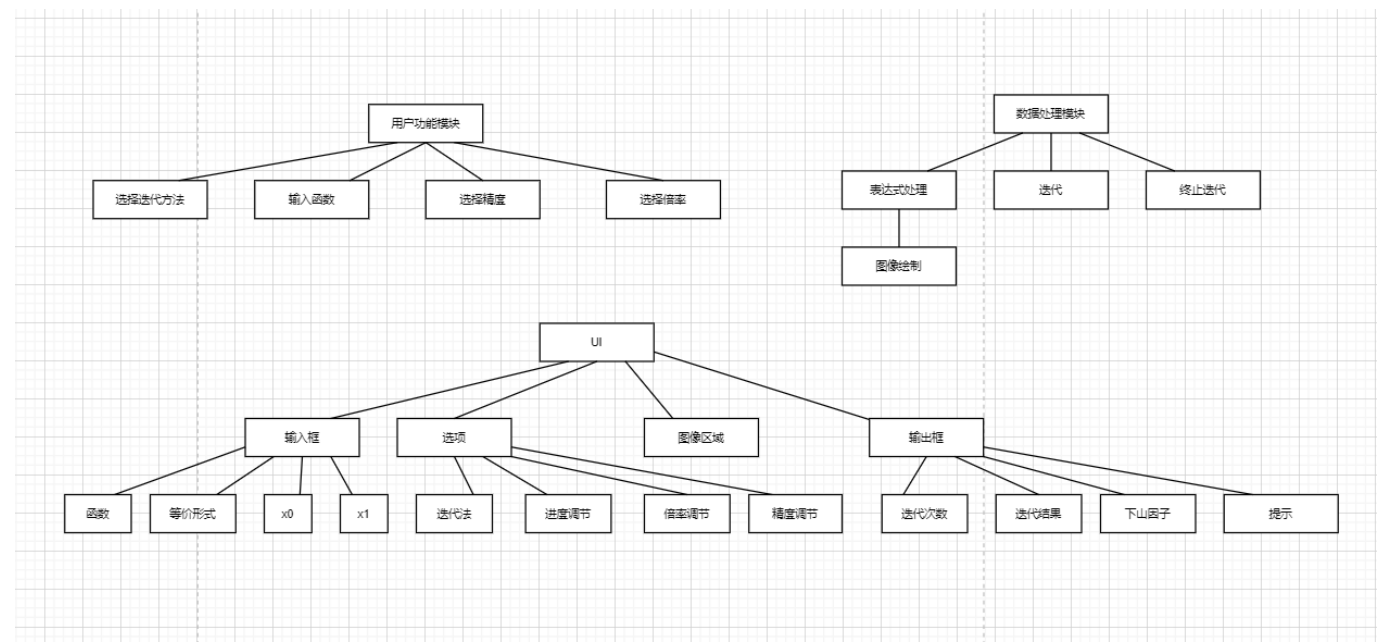 用户功能模块
数据处理模块
选择迭代方法
输入函数
选择精度
选择倍率
表达式处理
迭代
终止迭代
图像绘制
UI
输入框
选项
图像区域
输出框
函数
等价形式
x0
x1
迭代法
进度调节
倍率调节
精度调节
迭代次数
迭代结果
下山因子
提示